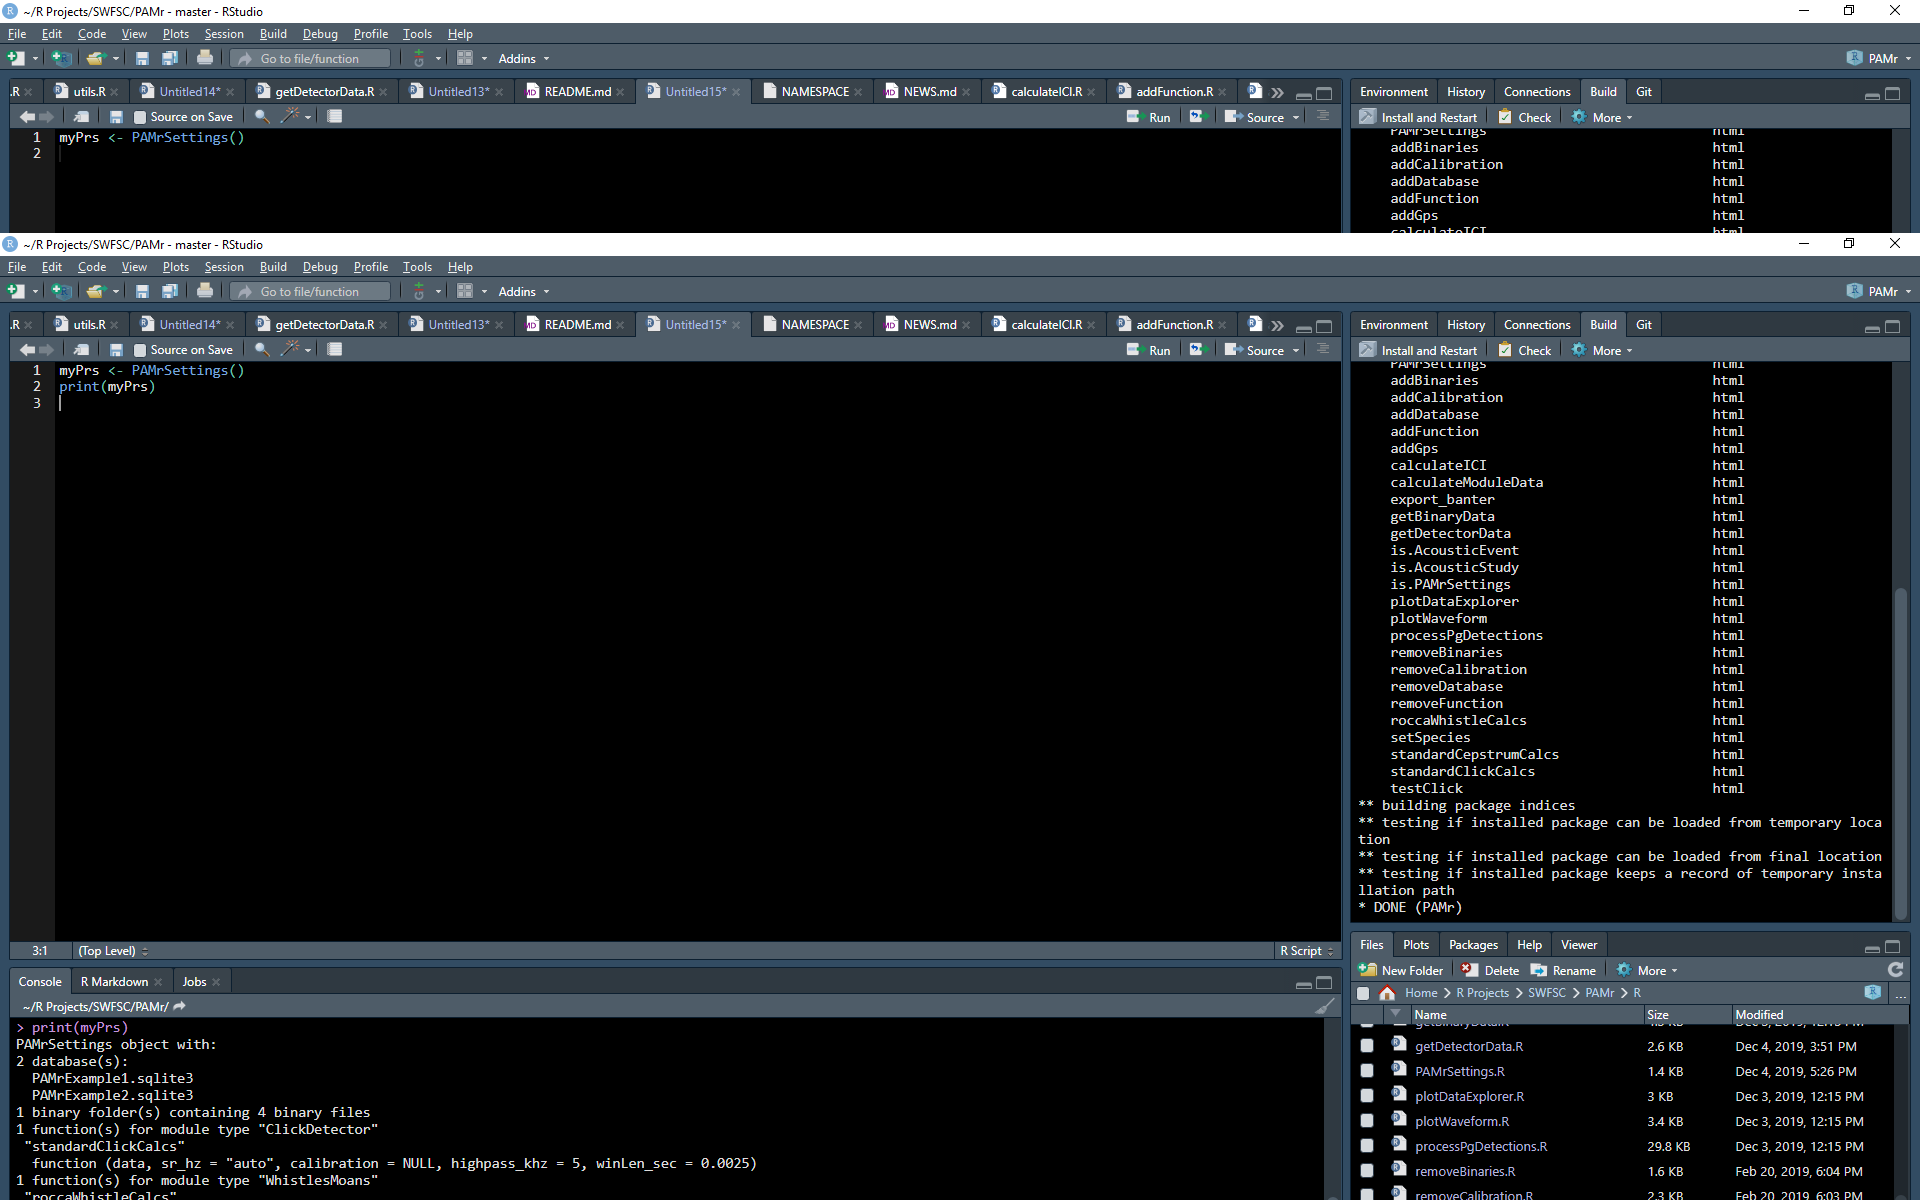 ~/R Projects/SWFSC/PAMr - master - RStudio
File Edit Code View Plots Session Build Debug Profile Tools Help
Go to file/function Addins PAMr
.R utils.R Untitled14* getDetectorData.R Untitled13* README.md Untitled15* NAMESPACE NEWS.md calculateICI.R addFunction.R
Source on Save Run Source
1 myPrs <- PAMrSettings()
2
Environment History Connections Build Git
Install and Restart Check More
PAMrSettings html
addBinaries html
addCalibration html
addDatabase html
addFunction html
addGps html
calculateICI html
~/R Projects/SWFSC/PAMr - master - RStudio
File Edit Code View Plots Session Build Debug Profile Tools Help
Go to file/function Addins PAMr
.R utils.R Untitled14* getDetectorData.R Untitled13* README.md Untitled15* NAMESPACE NEWS.md calculateICI.R addFunction.R
Source on Save Run Source
1 myPrs <- PAMrSettings()
2 print(myPrs)
3
3:1 (Top Level) R Script
Console R Markdown Jobs
~/R Projects/SWFSC/PAMr/
> print(myPrs)
PAMrSettings object with:
2 database(s):
PAMrExample1.sqlite3
PAMrExample2.sqlite3
1 binary folder(s) containing 4 binary files
1 function(s) for module type "ClickDetector"
"standardClickCalcs"
function (data, sr_hz = "auto", calibration = NULL, highpass_khz = 5, winLen_sec = 0.0025)
1 function(s) for module type "WhistlesMoans"
"roccaWhistleCalcs"
Environment History Connections Build Git
Install and Restart Check More
PAMrSettings html
addBinaries html
addCalibration html
addDatabase html
addFunction html
addGps html
calculateICI html
calculateModuleData html
export_banter html
getBinaryData html
getDetectorData html
is.AcousticEvent html
is.AcousticStudy html
is.PAMrSettings html
plotDataExplorer html
plotWaveform html
processPgDetections html
removeBinaries html
removeCalibration html
removeDatabase html
removeFunction html
roccaWhistleCalcs html
setSpecies html
standardCepstrumCalcs html
standardClickCalcs html
testClick html
** building package indices
** testing if installed package can be loaded from temporary loca
tion
** testing if installed package can be loaded from final location
** testing if installed package keeps a record of temporary insta
llation path
* DONE (PAMr)
Files Plots Packages Help Viewer
New Folder Delete Rename More
Home > R Projects > SWFSC > PAMr > R ...
Name Size Modified
getBinaryData.R
getDetectorData.R 2.6 KB Dec 4, 2019, 3:51 PM
PAMrSettings.R 1.4 KB Dec 4, 2019, 5:26 PM
plotDataExplorer.R 3 KB Dec 3, 2019, 12:15 PM
plotWaveform.R 3.4 KB Dec 3, 2019, 12:15 PM
processPgDetections.R 29.8 KB Dec 3, 2019, 12:15 PM
removeBinaries.R 1.6 KB Feb 20, 2019, 6:04 PM
removeCalibration.R 2.3 KB Feb 20, 2019, 6:03 PM